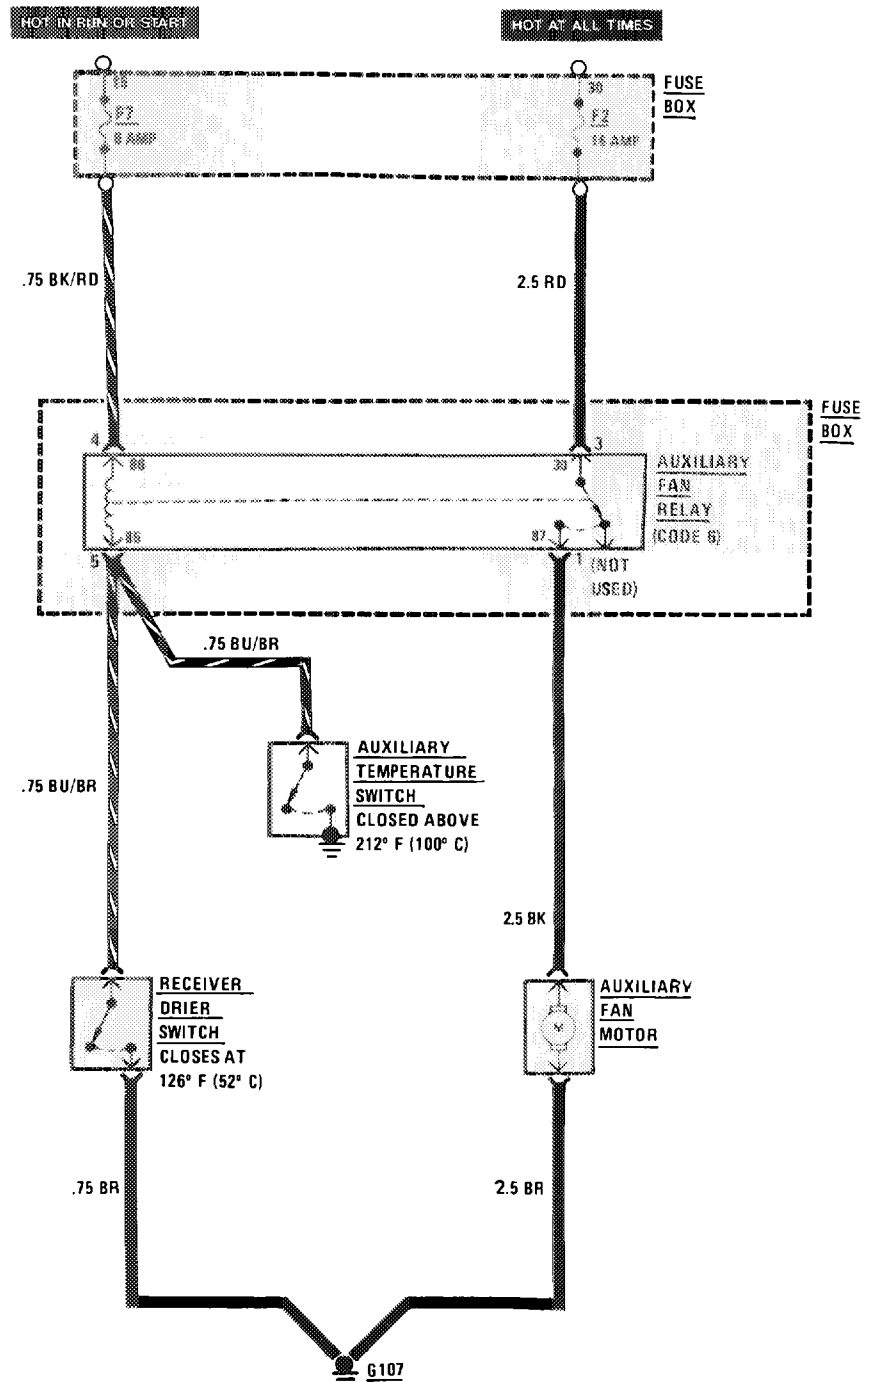 HOT IN RUN OR START
HOT AT ALL TIMES
15
F7
8 AMP
30
F2
16 AMP
FUSE
BOX
.75 BK/RD
2.5 RD
FUSE
BOX
4
86
3
30
AUXILIARY
FAN
RELAY
(CODE 6)
85
87
5
1
(NOT
USED)
.75 BU/BR
.75 BU/BR
AUXILIARY
TEMPERATURE
SWITCH
CLOSED ABOVE
212° F (100° C)
2.5 BK
RECEIVER
DRIER
SWITCH
CLOSES AT
126° F (52° C)
M
AUXILIARY
FAN
MOTOR
.75 BR
2.5 BR
G107